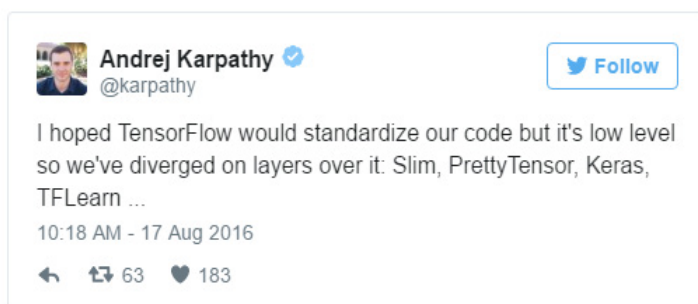 Andrej Karpathy
@karpathy
Follow
I hoped TensorFlow would standardize our code but it's low level
so we've diverged on layers over it: Slim, PrettyTensor, Keras,
TFLearn ...
10:18 AM - 17 Aug 2016
63 183